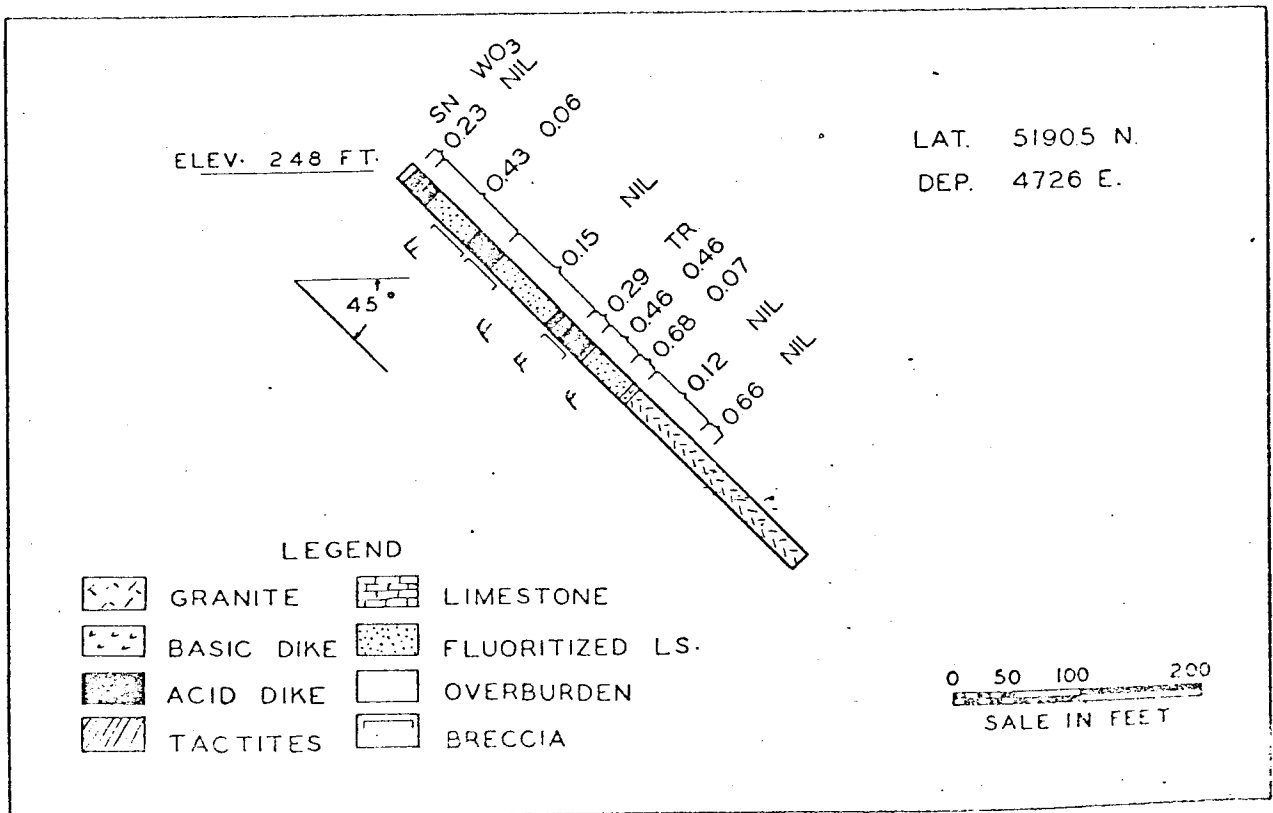 SN WO3
0.23 NIL
0.43 0.06
0.15 NIL
0.29 TR.
0.46 0.46
0.68 0.07
0.12 NIL
0.66 NIL
ELEV. 248 FT.
LAT. 51905 N.
DEP. 4726 E.
F
F
F
F
45°
LEGEND
GRANITE
LIMESTONE
BASIC DIKE
FLUORITIZED LS.
ACID DIKE
OVERBURDEN
TACTITES
BRECCIA
0 50 100 200
SALE IN FEET